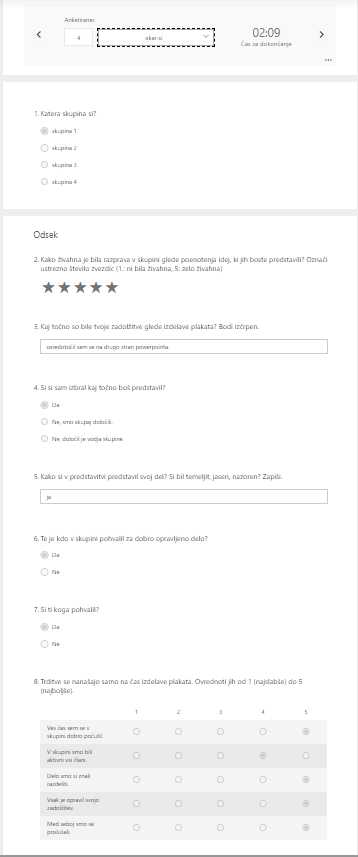 Anketiranec
4
iskar.si
02:09
Čas za dokončanje
1. Katera skupina si?
skupina 1
skupina 2
skupina 3
skupina 4
Odsek
2. Kako živahna je bila razprava v skupini glede poenotenja idej, ki jih boste predstavili? Označi
ustrezno število zvezdic (1.: ni bila živahna, 5: zelo živahna)
3. Kaj točno so bile tvoje zadolžitve glede izdelave plakata? Bodi izčrpen.
osredotočil sem se na drugo stran powerpointa.
4. Si si sam izbral kaj točno boš predstavil?
Da
Ne, smo skupaj določili.
Ne, določil je vodja skupine.
5. Kako si v predstavitvi predstavil svoj del? Si bil temeljit, jasen, nazoren? Zapiši.
ja
6. Te je kdo v skupini pohvalil za dobro opravljeno delo?
Da
Ne
7. Si ti koga pohvalil?
Da
Ne
8. Trditve se nanašajo samo na čas izdelave plakata. Ovrednoti jih od 1 (najslabše) do 5
(najboljše).
1 2 3 4 5
Ves čas sem se v
skupini dobro počutil.
V skupini smo bili
aktivni vsi člani.
Delo smo si znali
razdeliti.
Vsak je opravil svojo
zadolžitev.
Med seboj smo se
poslušali.